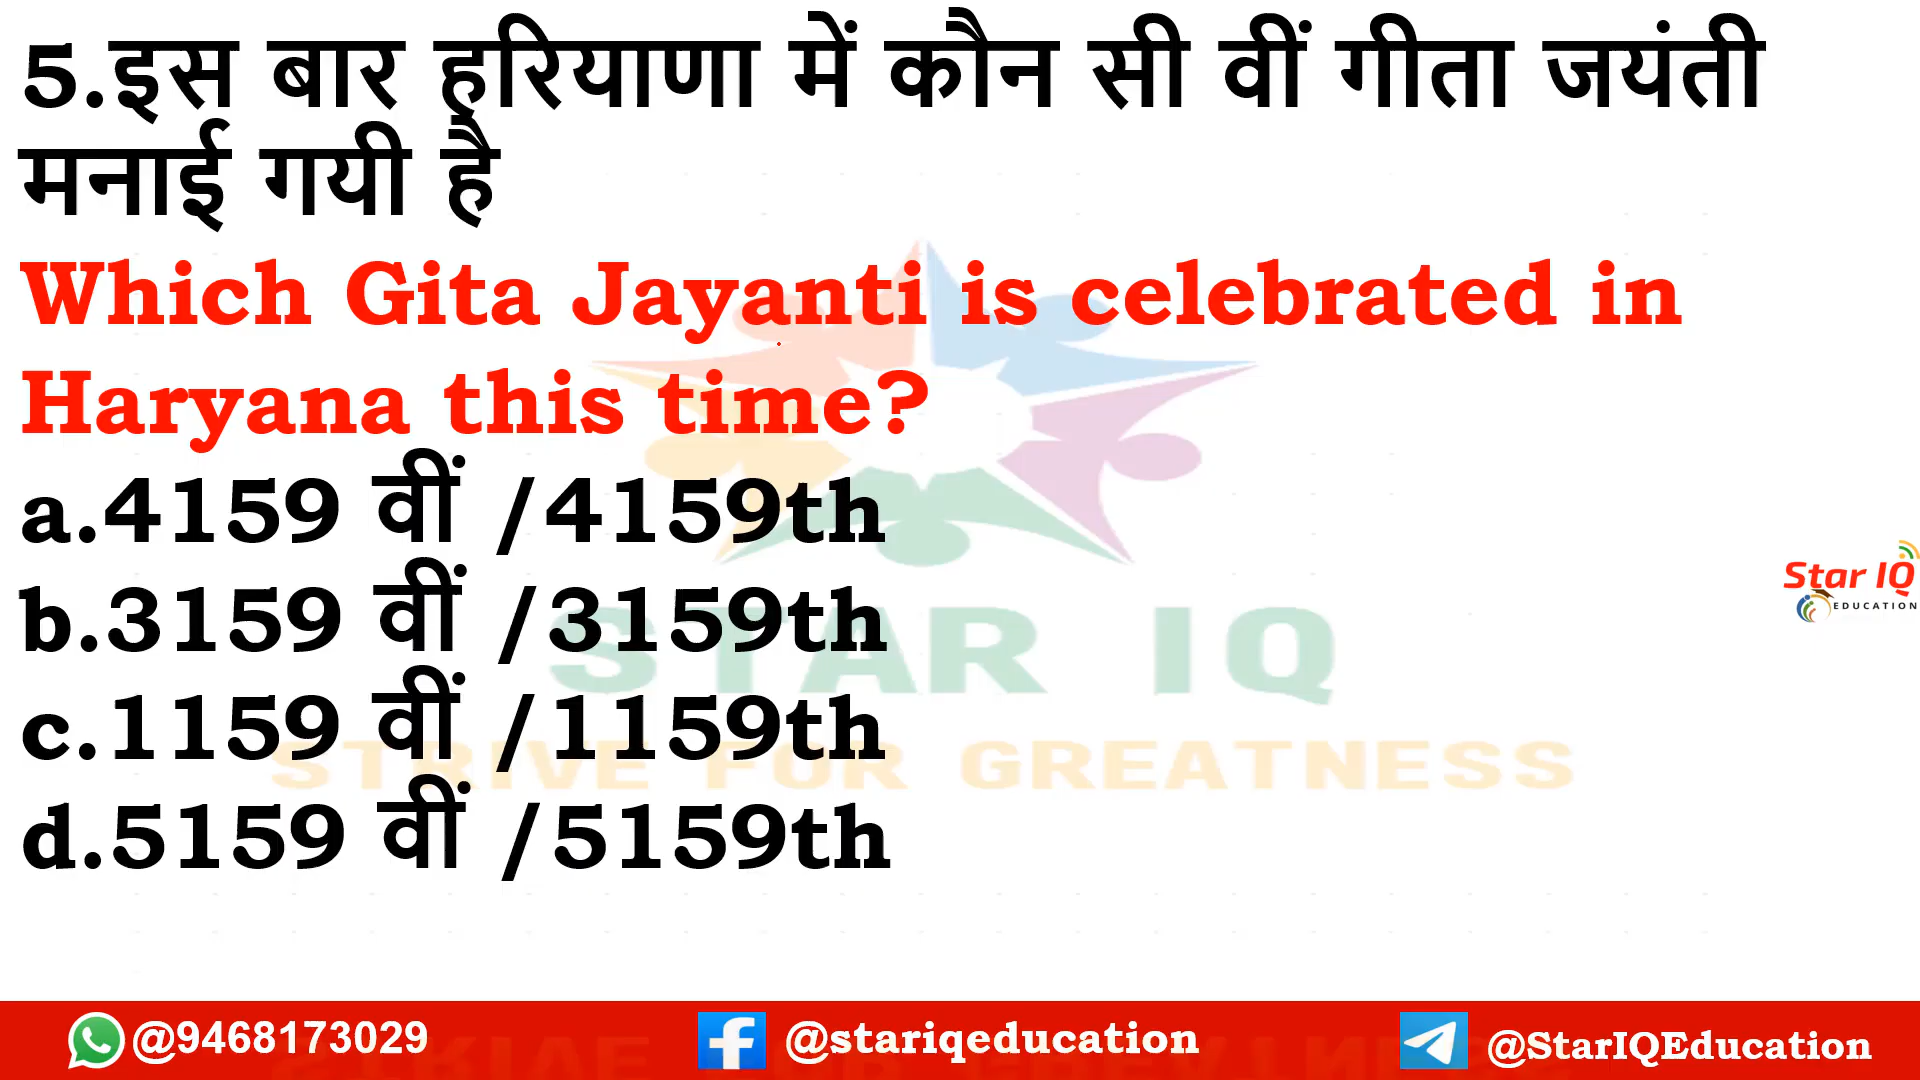 5.इस बार हरियाणा में कौन सी वीं गीता जयंती
मनाई गयी है
Which Gita Jayanti is celebrated in
Haryana this time?
a.4159 वीं /4159th
b.3159 वीं /3159th
c.1159 वीं /1159th
d.5159 वीं /5159th
STAR IQ
STRIVE FOR GREATNESS
Star IQ
EDUCATION
@9468173029 @stariqeducation @StarIQEducation